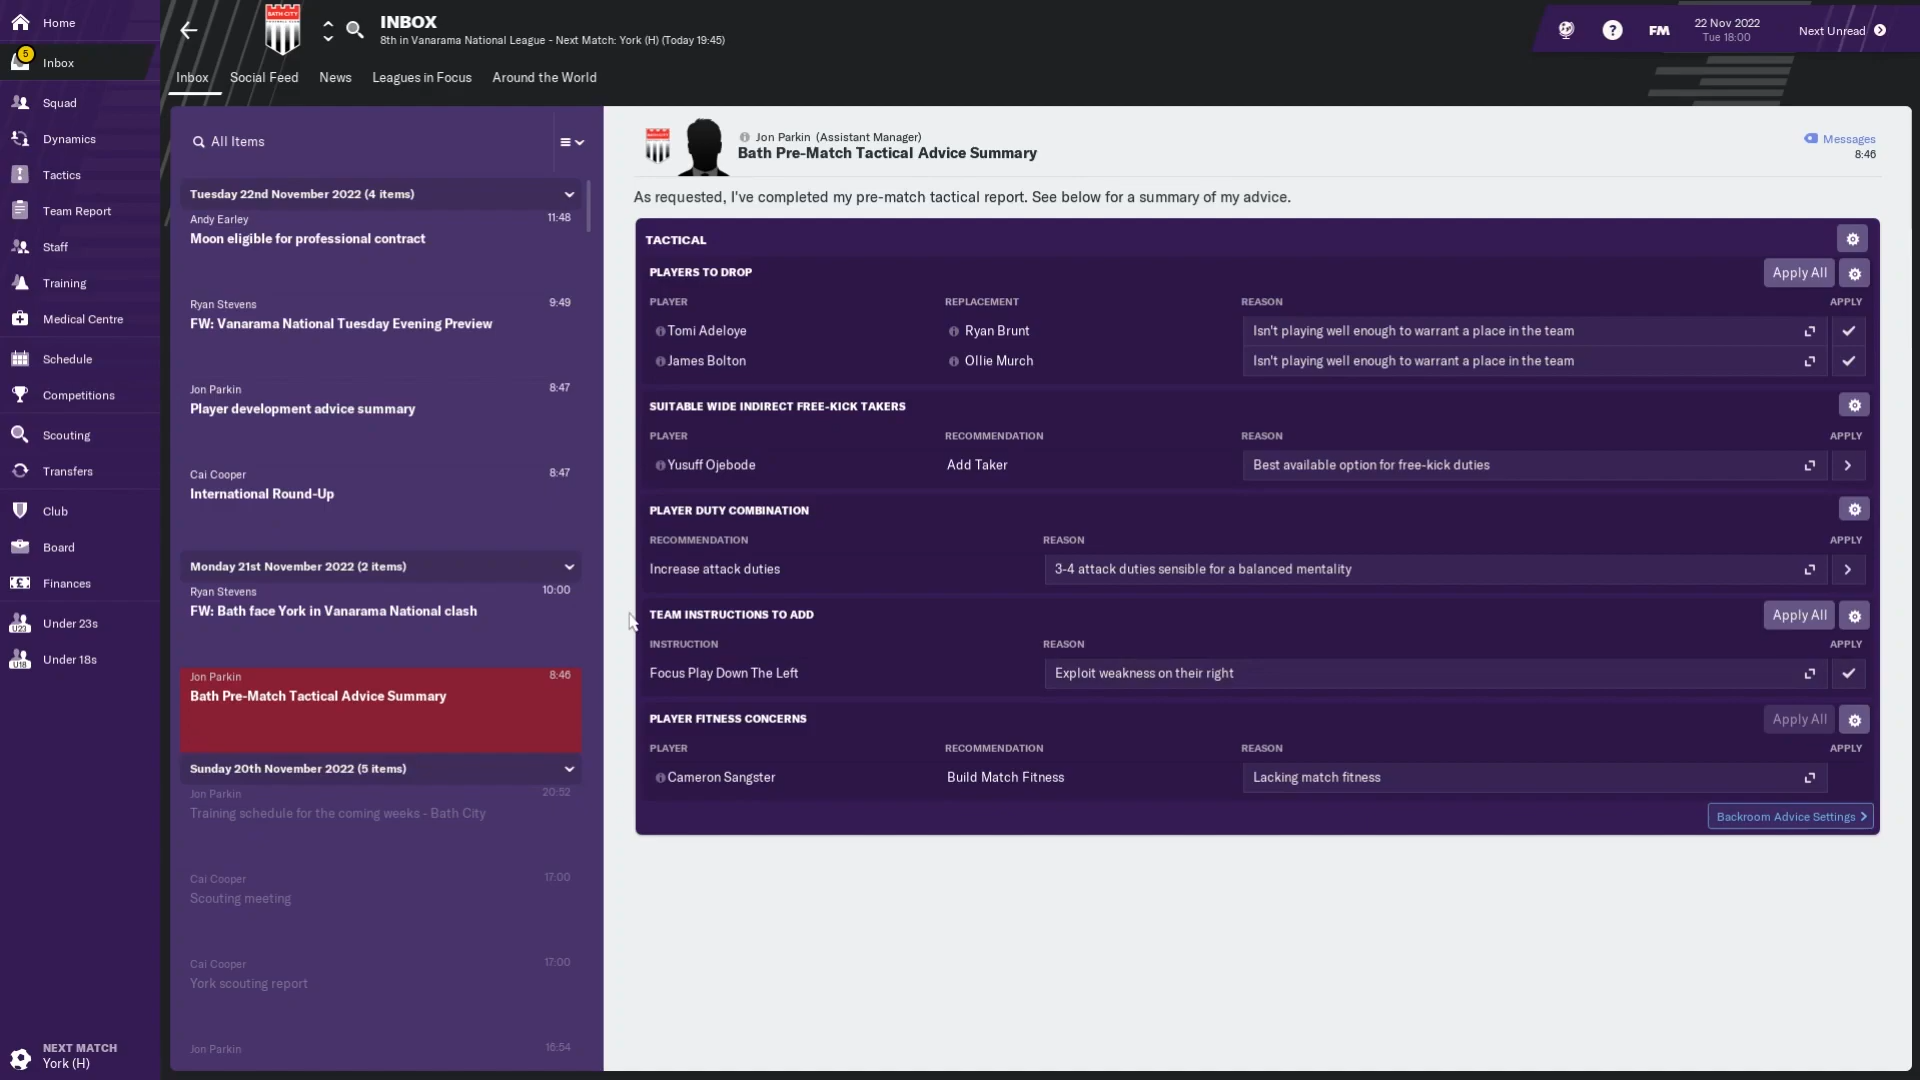 Home
5
Inbox
Squad
Dynamics
Tactics
Team Report
Staff
Training
Medical Centre
Schedule
Competitions
Scouting
Transfers
Club
Board
Finances
U23
Under 23s
U18
Under 18s
NEXT MATCH
York (H)
BATH CITY
INBOX
8th in Vanarama National League - Next Match: York (H) (Today 19:45)
FM
22 Nov 2022
Tue 18:00
Next Unread
Inbox
Social Feed
News
Leagues in Focus
Around the World
All Items
Tuesday 22nd November 2022 (4 items)
Andy Earley 11:48
Moon eligible for professional contract
Ryan Stevens 9:49
FW: Vanarama National Tuesday Evening Preview
Jon Parkin 8:47
Player development advice summary
Cai Cooper 8:47
International Round-Up
Monday 21st November 2022 (2 items)
Ryan Stevens 10:00
FW: Bath face York in Vanarama National clash
Jon Parkin 8:46
Bath Pre-Match Tactical Advice Summary
Sunday 20th November 2022 (5 items)
Jon Parkin 20:52
Training schedule for the coming weeks - Bath City
Cai Cooper 17:00
Scouting meeting
Cai Cooper 17:00
York scouting report
Jon Parkin 16:54
Jon Parkin (Assistant Manager)
Bath Pre-Match Tactical Advice Summary
Messages
8:46
As requested, I've completed my pre-match tactical report. See below for a summary of my advice.
TACTICAL
PLAYERS TO DROP Apply All
PLAYER REPLACEMENT REASON APPLY
Tomi Adeloye Ryan Brunt Isn't playing well enough to warrant a place in the team
James Bolton Ollie Murch Isn't playing well enough to warrant a place in the team
SUITABLE WIDE INDIRECT FREE-KICK TAKERS
PLAYER RECOMMENDATION REASON APPLY
Yusuff Ojebode Add Taker Best available option for free-kick duties
PLAYER DUTY COMBINATION
RECOMMENDATION REASON APPLY
Increase attack duties 3-4 attack duties sensible for a balanced mentality
TEAM INSTRUCTIONS TO ADD Apply All
INSTRUCTION REASON APPLY
Focus Play Down The Left Exploit weakness on their right
PLAYER FITNESS CONCERNS Apply All
PLAYER RECOMMENDATION REASON APPLY
Cameron Sangster Build Match Fitness Lacking match fitness
Backroom Advice Settings